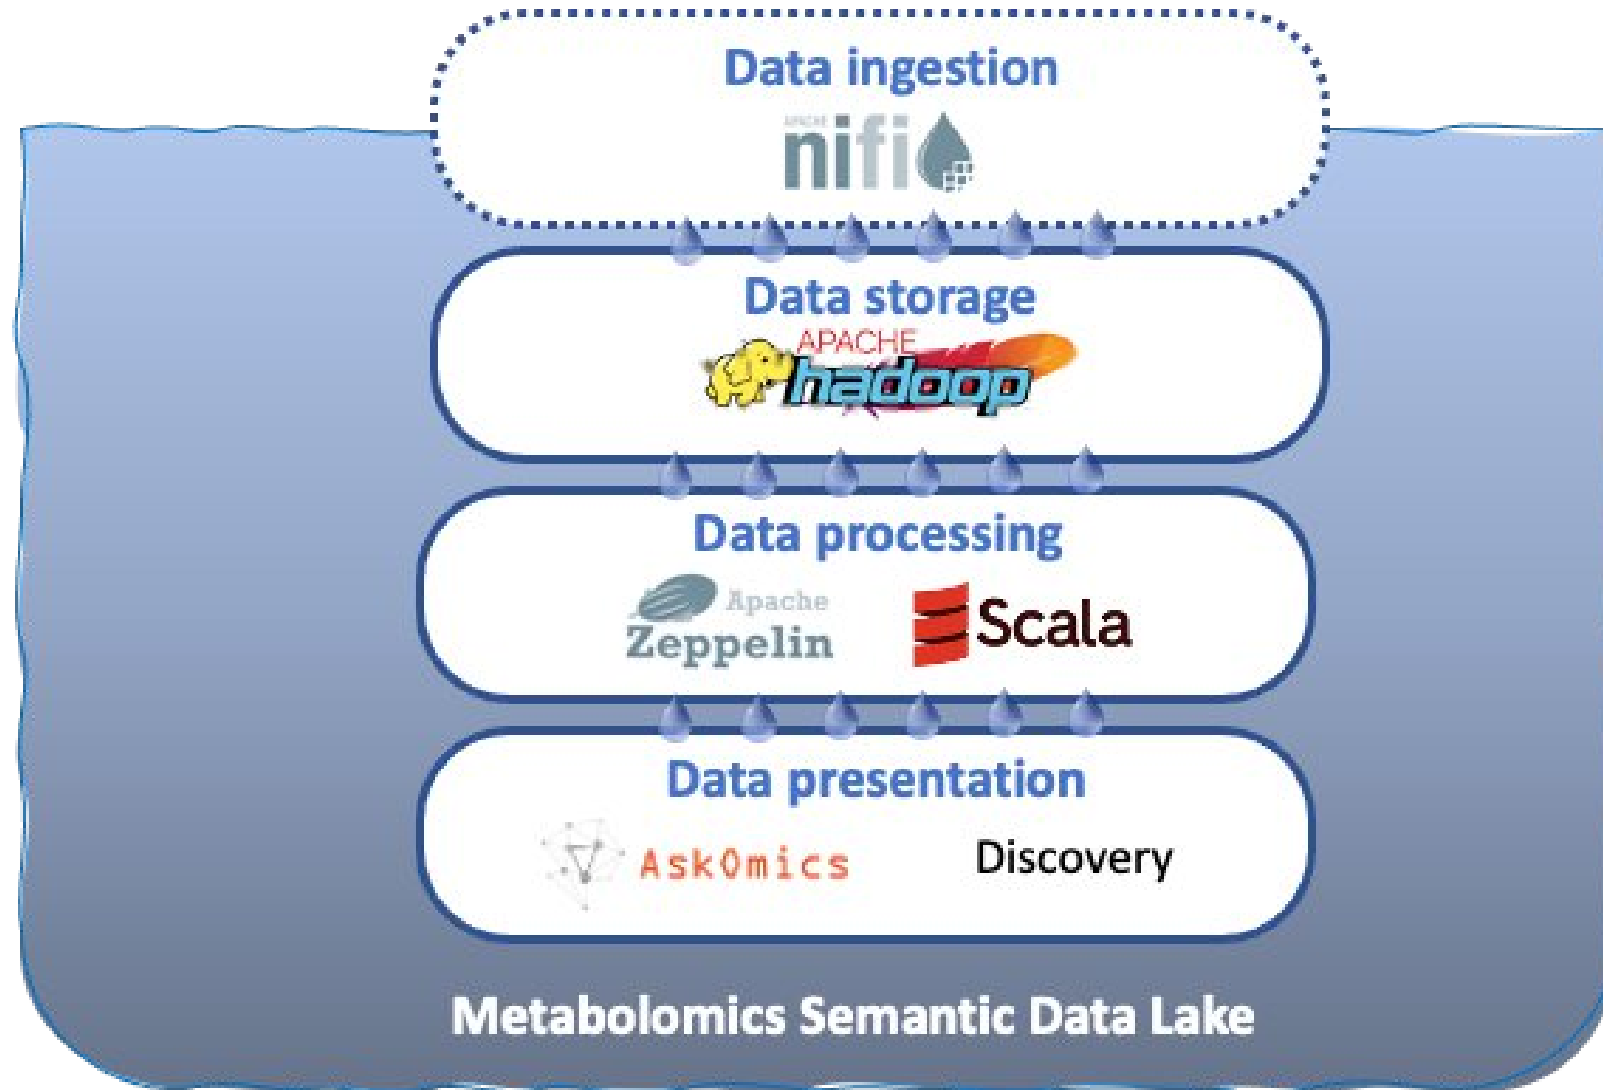 Data ingestion
APACHE
nifi
Data storage
APACHE
hadoop
Data processing
Apache
Zeppelin
Scala
Data presentation
AskOmics
Discovery
Metabolomics Semantic Data Lake